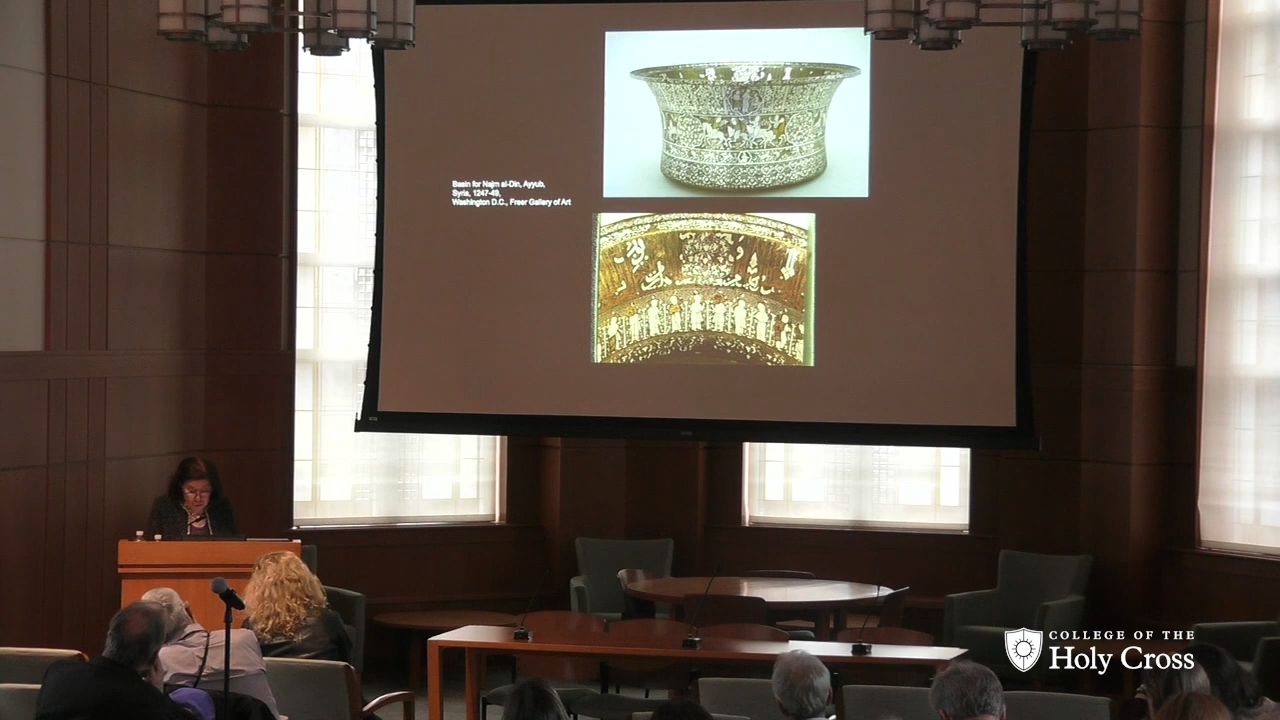 Basin for Najm al-Din, Ayyub,
Syria, 1247-49,
Washington D.C., Freer Gallery of Art
COLLEGE OF THE
Holy Cross